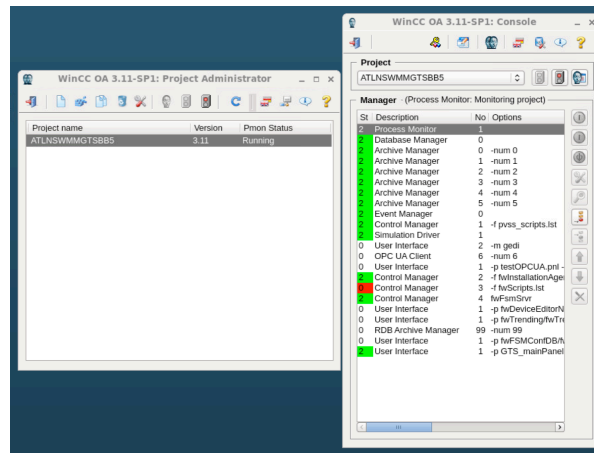 WinCC OA 3.11-SP1: Project Administrator
Project name Version Pmon Status
ATLNSWMMGTSBB5 3.11 Running
WinCC OA 3.11-SP1: Console
Project
ATLNSWMMGTSBB5
Manager (Process Monitor: Monitoring project)
St Description No Options
2 Process Monitor 1
2 Database Manager 0
2 Archive Manager 0 -num 0
2 Archive Manager 1 -num 1
2 Archive Manager 2 -num 2
2 Archive Manager 3 -num 3
2 Archive Manager 4 -num 4
2 Archive Manager 5 -num 5
2 Event Manager 0
2 Control Manager 1 -f pvss_scripts.lst
2 Simulation Driver 1
0 User Interface 2 -m gedi
0 OPC UA Client 6 -num 6
0 User Interface 1 -p testOPCUA.pnl -
2 Control Manager 2 -f fwInstallationAge
0 Control Manager 3 -f fwScripts.lst
2 Control Manager 4 fwFsmSrvr
0 User Interface 1 -p fwDeviceEditorN
0 User Interface 1 -p fwTrending/fwTre
0 RDB Archive Manager 99 -num 99
0 User Interface 1 -p fwFSMConfDB/f
2 User Interface 1 -p GTS_mainPanel